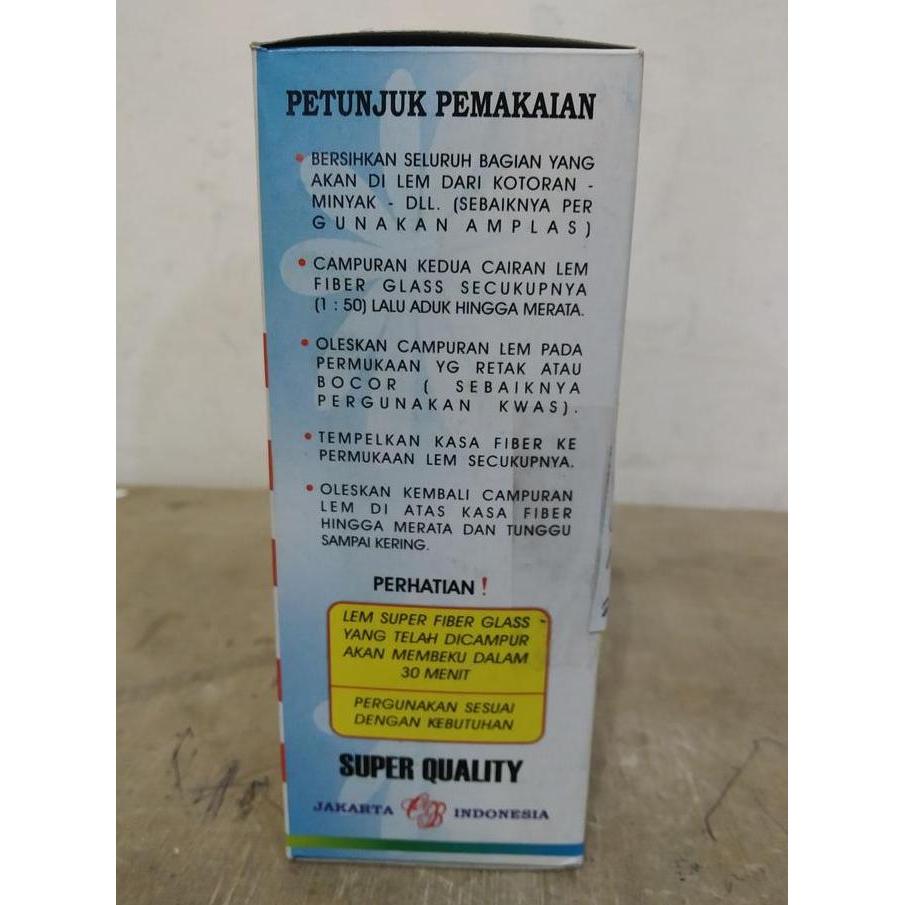 PETUNJUK PEMAKAIAN
• BERSIHKAN SELURUH BAGIAN YANG
AKAN DI LEM DARI KOTORAN -
MINYAK - DLL. (SEBAIKNYA PER
GUNAKAN AMPLAS)
• CAMPURAN KEDUA CAIRAN LEM
FIBER GLASS SECUKUPNYA
(1 : 50) LALU ADUK HINGGA MERATA.
• OLESKAN CAMPURAN LEM PADA
PERMUKAAN YG RETAK ATAU
BOCOR ( SEBAIKNYA
PERGUNAKAN KWAS).
• TEMPELKAN KASA FIBER KE
PERMUKAAN LEM SECUKUPNYA.
• OLESKAN KEMBALI CAMPURAN
LEM DI ATAS KASA FIBER
HINGGA MERATA DAN TUNGGU
SAMPAI KERING.
PERHATIAN !
LEM SUPER FIBER GLASS
YANG TELAH DICAMPUR
AKAN MEMBEKU DALAM
30 MENIT
PERGUNAKAN SESUAI
DENGAN KEBUTUHAN
SUPER QUALITY
JAKARTA INDONESIA